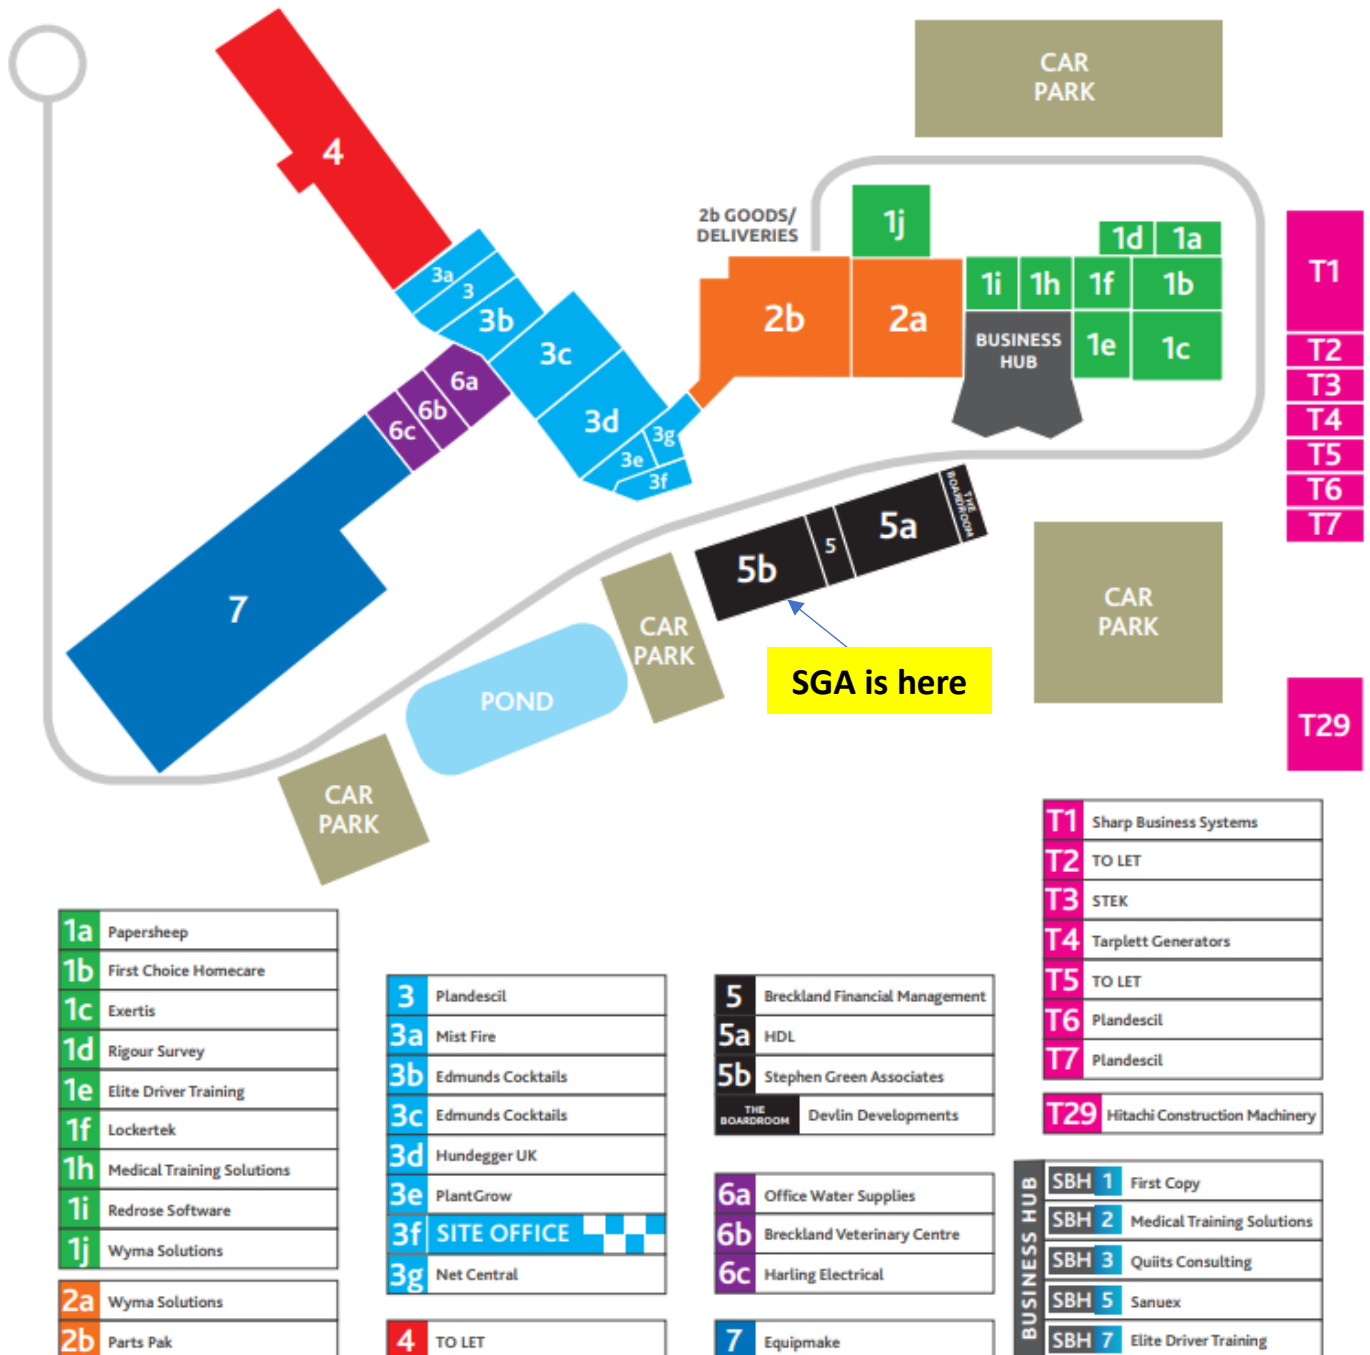 CAR
PARK
4
2b GOODS/
DELIVERIES
1j
1d
1a
T1
3a
3
3b
3c
2b
2a
1i
1h
1f
1b
BUSINESS
HUB
1e
1c
T2
T3
T4
T5
T6
T7
6a
6b
6c
3d
3g
3e
3f
THE
BOARDROOM
5a
5
5b
7
CAR
PARK
CAR
PARK
SGA is here
POND
T29
CAR
PARK
1a Papersheep
1b First Choice Homecare
1c Exertis
1d Rigour Survey
1e Elite Driver Training
1f Lockertek
1h Medical Training Solutions
1i Redrose Software
1j Wyma Solutions
2a Wyma Solutions
2b Parts Pak
3 Plandescil
3a Mist Fire
3b Edmunds Cocktails
3c Edmunds Cocktails
3d Hundegger UK
3e PlantGrow
3f SITE OFFICE
3g Net Central
4 TO LET
5 Breckland Financial Management
5a HDL
5b Stephen Green Associates
THE
BOARDROOM Devlin Developments
6a Office Water Supplies
6b Breckland Veterinary Centre
6c Harling Electrical
7 Equipmake
T1 Sharp Business Systems
T2 TO LET
T3 STEK
T4 Tarplett Generators
T5 TO LET
T6 Plandescil
T7 Plandescil
T29 Hitachi Construction Machinery
BUSINESS HUB
SBH 1 First Copy
SBH 2 Medical Training Solutions
SBH 3 Quiits Consulting
SBH 5 Sanuex
SBH 7 Elite Driver Training